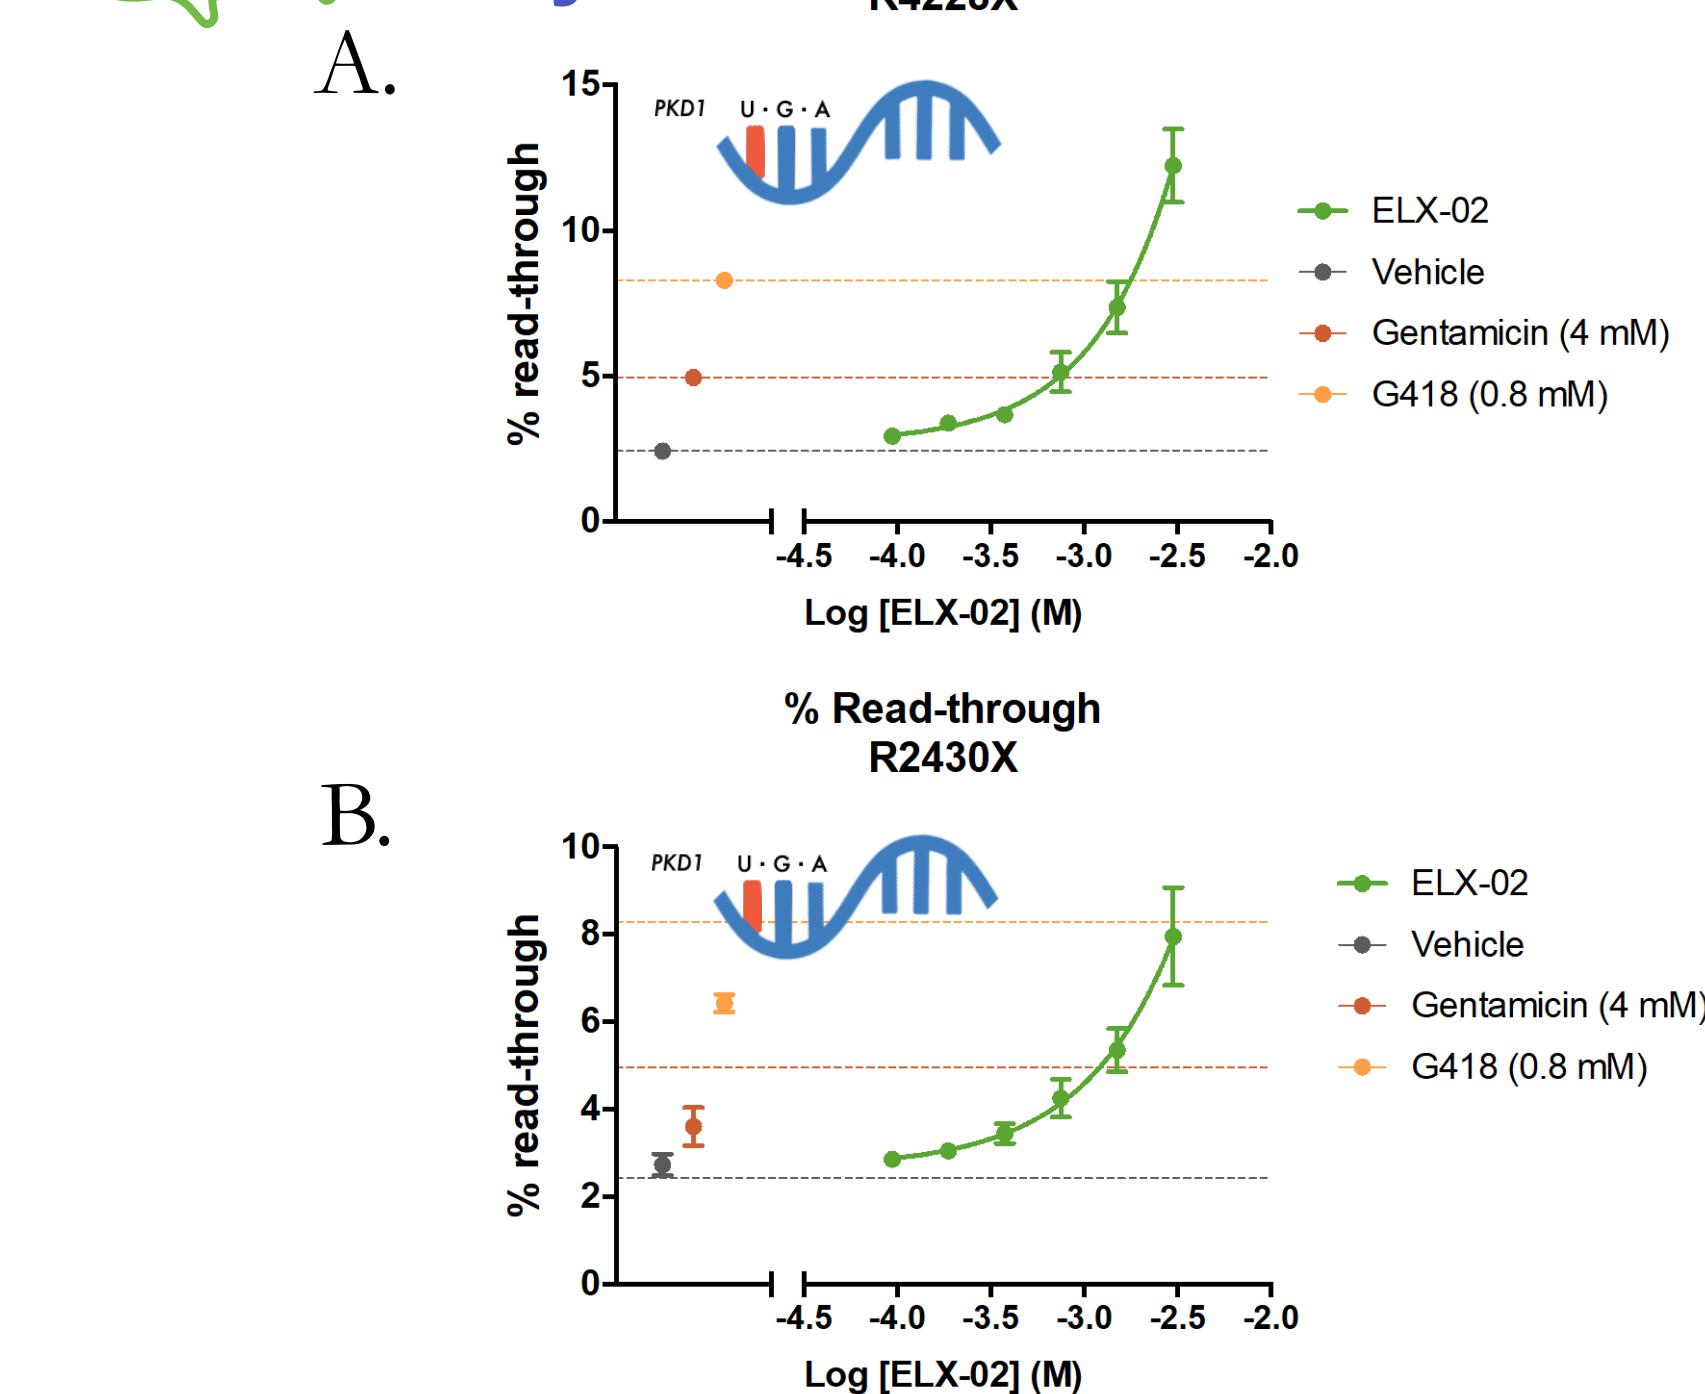 A.
15
PKD1 U · G · A
10
5
0
% read-through
-4.5 -4.0 -3.5 -3.0 -2.5 -2.0
Log [ELX-02] (M)
ELX-02
Vehicle
Gentamicin (4 mM)
G418 (0.8 mM)
% Read-through
R2430X
B.
10
PKD1 U · G · A
8
6
4
2
0
% read-through
-4.5 -4.0 -3.5 -3.0 -2.5 -2.0
Log [ELX-02] (M)
ELX-02
Vehicle
Gentamicin (4 mM)
G418 (0.8 mM)